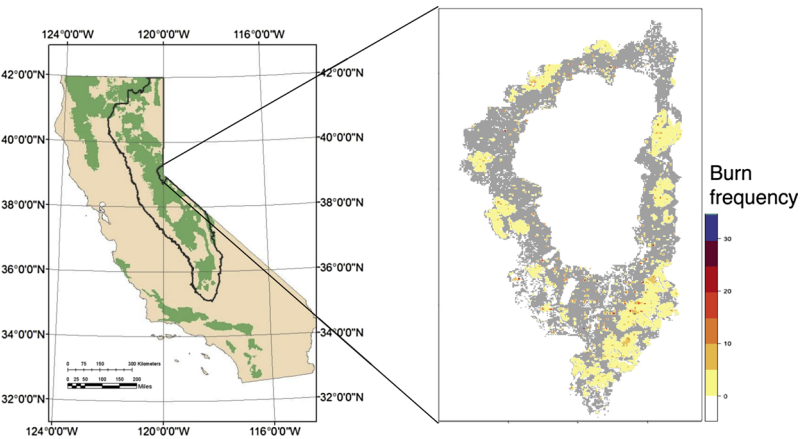 124°0'0"N 120°0'0"N 116°0'0"N
42°0'0"N 42°0'0"N
40°0'0"N 40°0'0"N
38°0'0"N 38°0'0"N
36°0'0"N 36°0'0"N
34°0'0"N 34°0'0"N
32°0'0"N 32°0'0"N
0 75 150 300 Kilometers
0 25 50 100 150 200 Miles
124°0'0"N 120°0'0"N 116°0'0"N
Burn
frequency
30
20
10
0